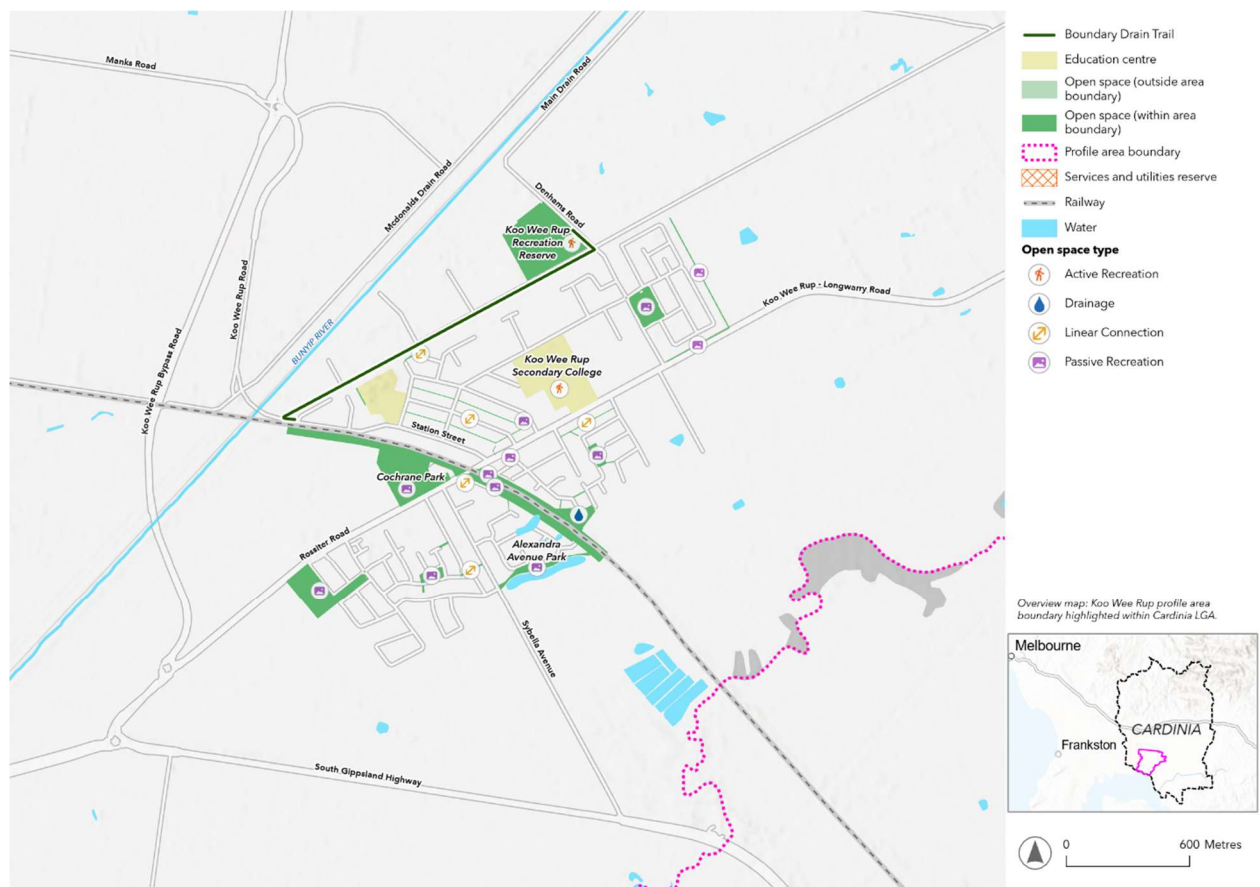 Manks Road
Main Drain Road
Mcdonalds Drain Road
Denhams Road
Koo Wee Rup
Recreation
Reserve
Koo Wee Rup Road
Koo Wee Rup Bypass Road
BUNYIP RIVER
Koo Wee Rup - Longwarry Road
Koo Wee Rup
Secondary College
Station Street
Cochrane Park
Rossiter Road
Alexandra
Avenue Park
Sybella Avenue
South Gippsland Highway
Boundary Drain Trail
Education centre
Open space (outside area
boundary)
Open space (within area
boundary)
Profile area boundary
Services and utilities reserve
Railway
Water
Open space type
Active Recreation
Drainage
Linear Connection
Passive Recreation
Overview map: Koo Wee Rup profile area
boundary highlighted within Cardinia LGA.
Melbourne
CARDINIA
Frankston
0 600 Metres